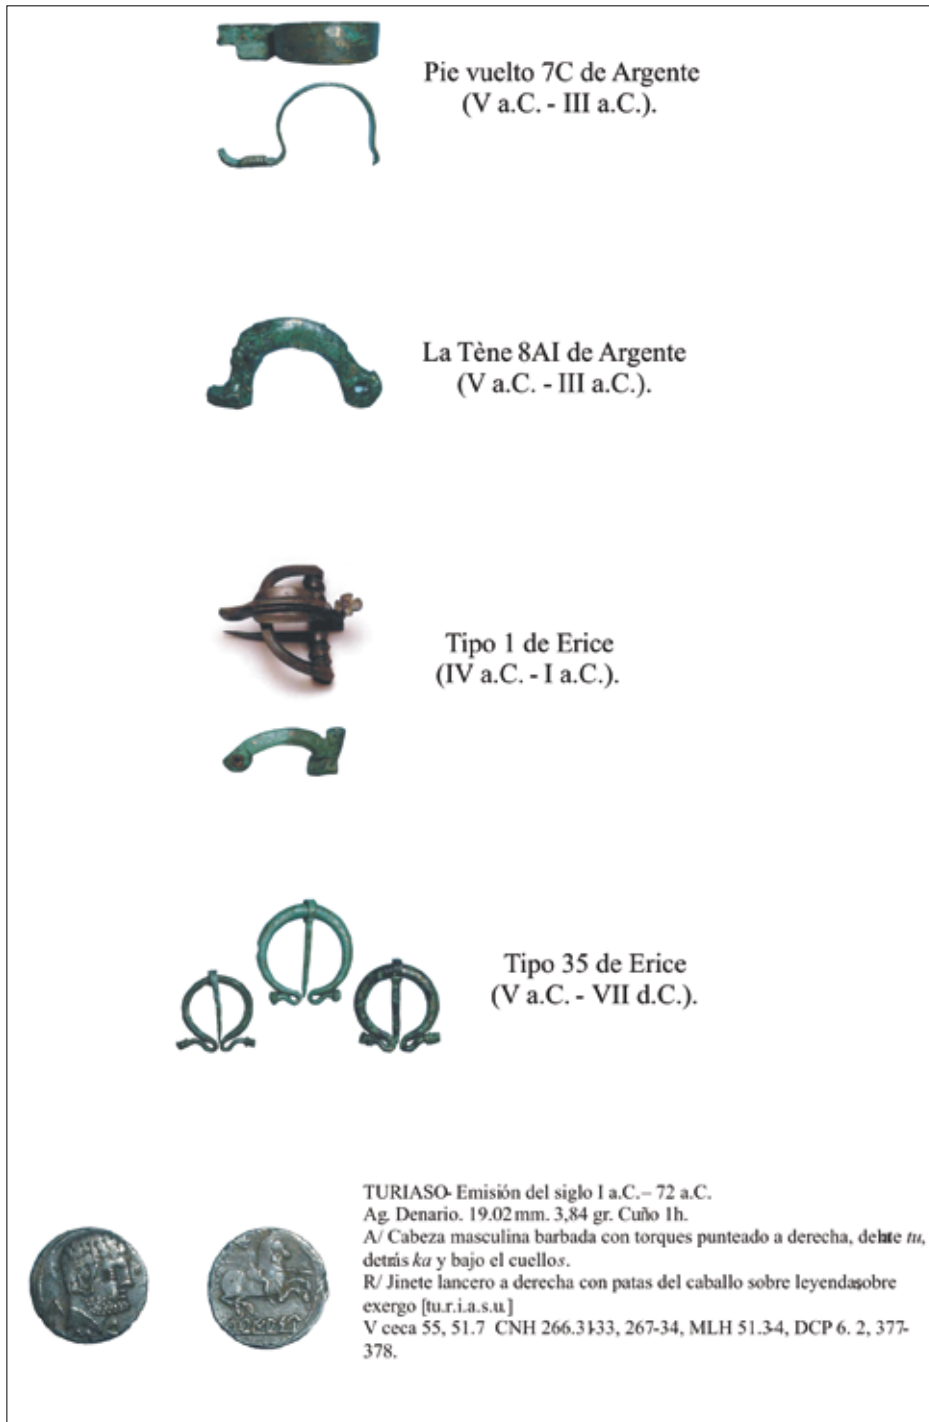 Pie vuelto 7C de Argente
(V a.C. - III a.C.).
La Tène 8AI de Argente
(V a.C. - III a.C.).
Tipo 1 de Erice
(IV a.C. - I a.C.).
Tipo 35 de Erice
(V a.C. - VII d.C.).
TURIASO- Emisión del siglo I a.C.– 72 a.C.
Ag. Denario. 19.02 mm. 3,84 gr. Cuño 1h.
A/ Cabeza masculina barbada con torques punteado a derecha, delante tu,
detrás ka y bajo el cuello s.
R/ Jinete lancero a derecha con patas del caballo sobre leyenda sobre
exergo [tu.r.i.a.s.u.]
V ceca 55, 51.7 CNH 266.31-33, 267-34, MLH 51.3-4, DCP 6. 2, 377-
378.